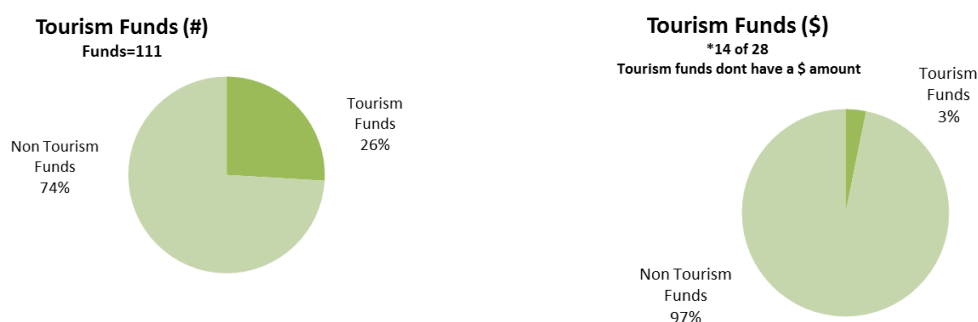 Tourism Funds (#)
Funds=111
Tourism
Funds
26%
Non Tourism
Funds
74%
Tourism Funds ($)
*14 of 28
Tourism funds dont have a $ amount
Tourism
Funds
3%
Non Tourism
Funds
97%